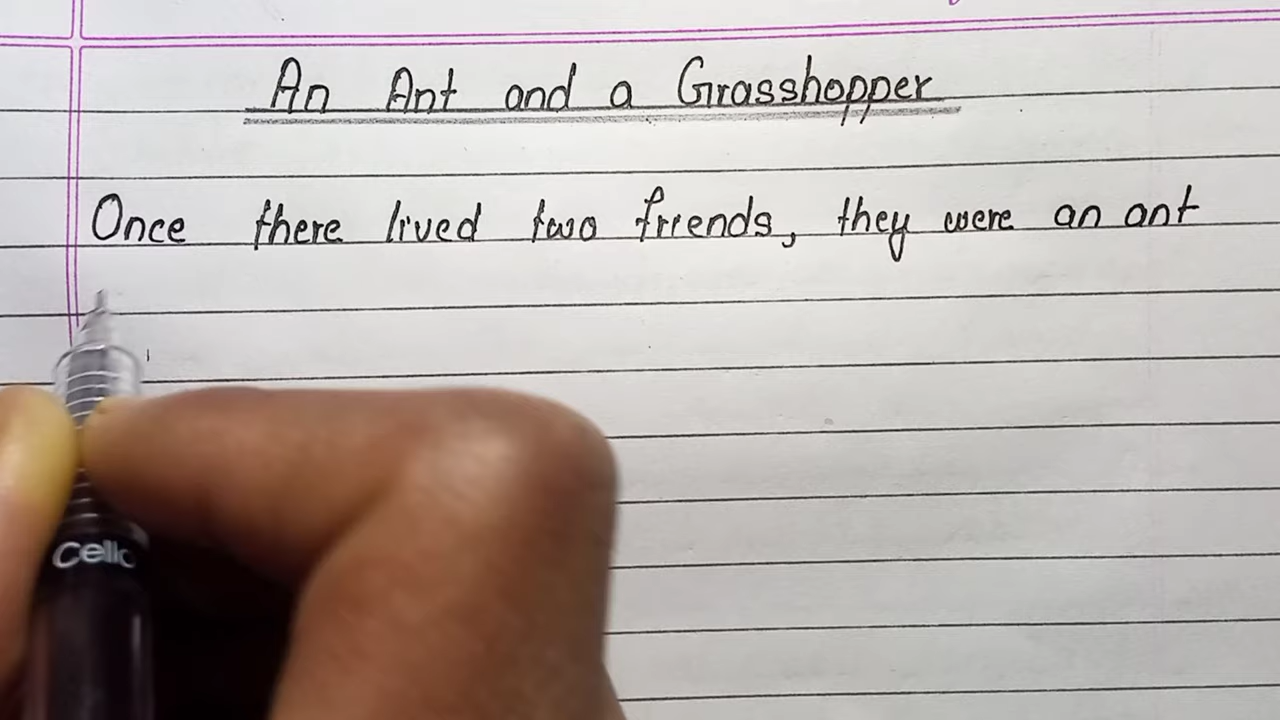 An Ant and a Grasshopper
Once there lived two friends, they were an ant
Cello